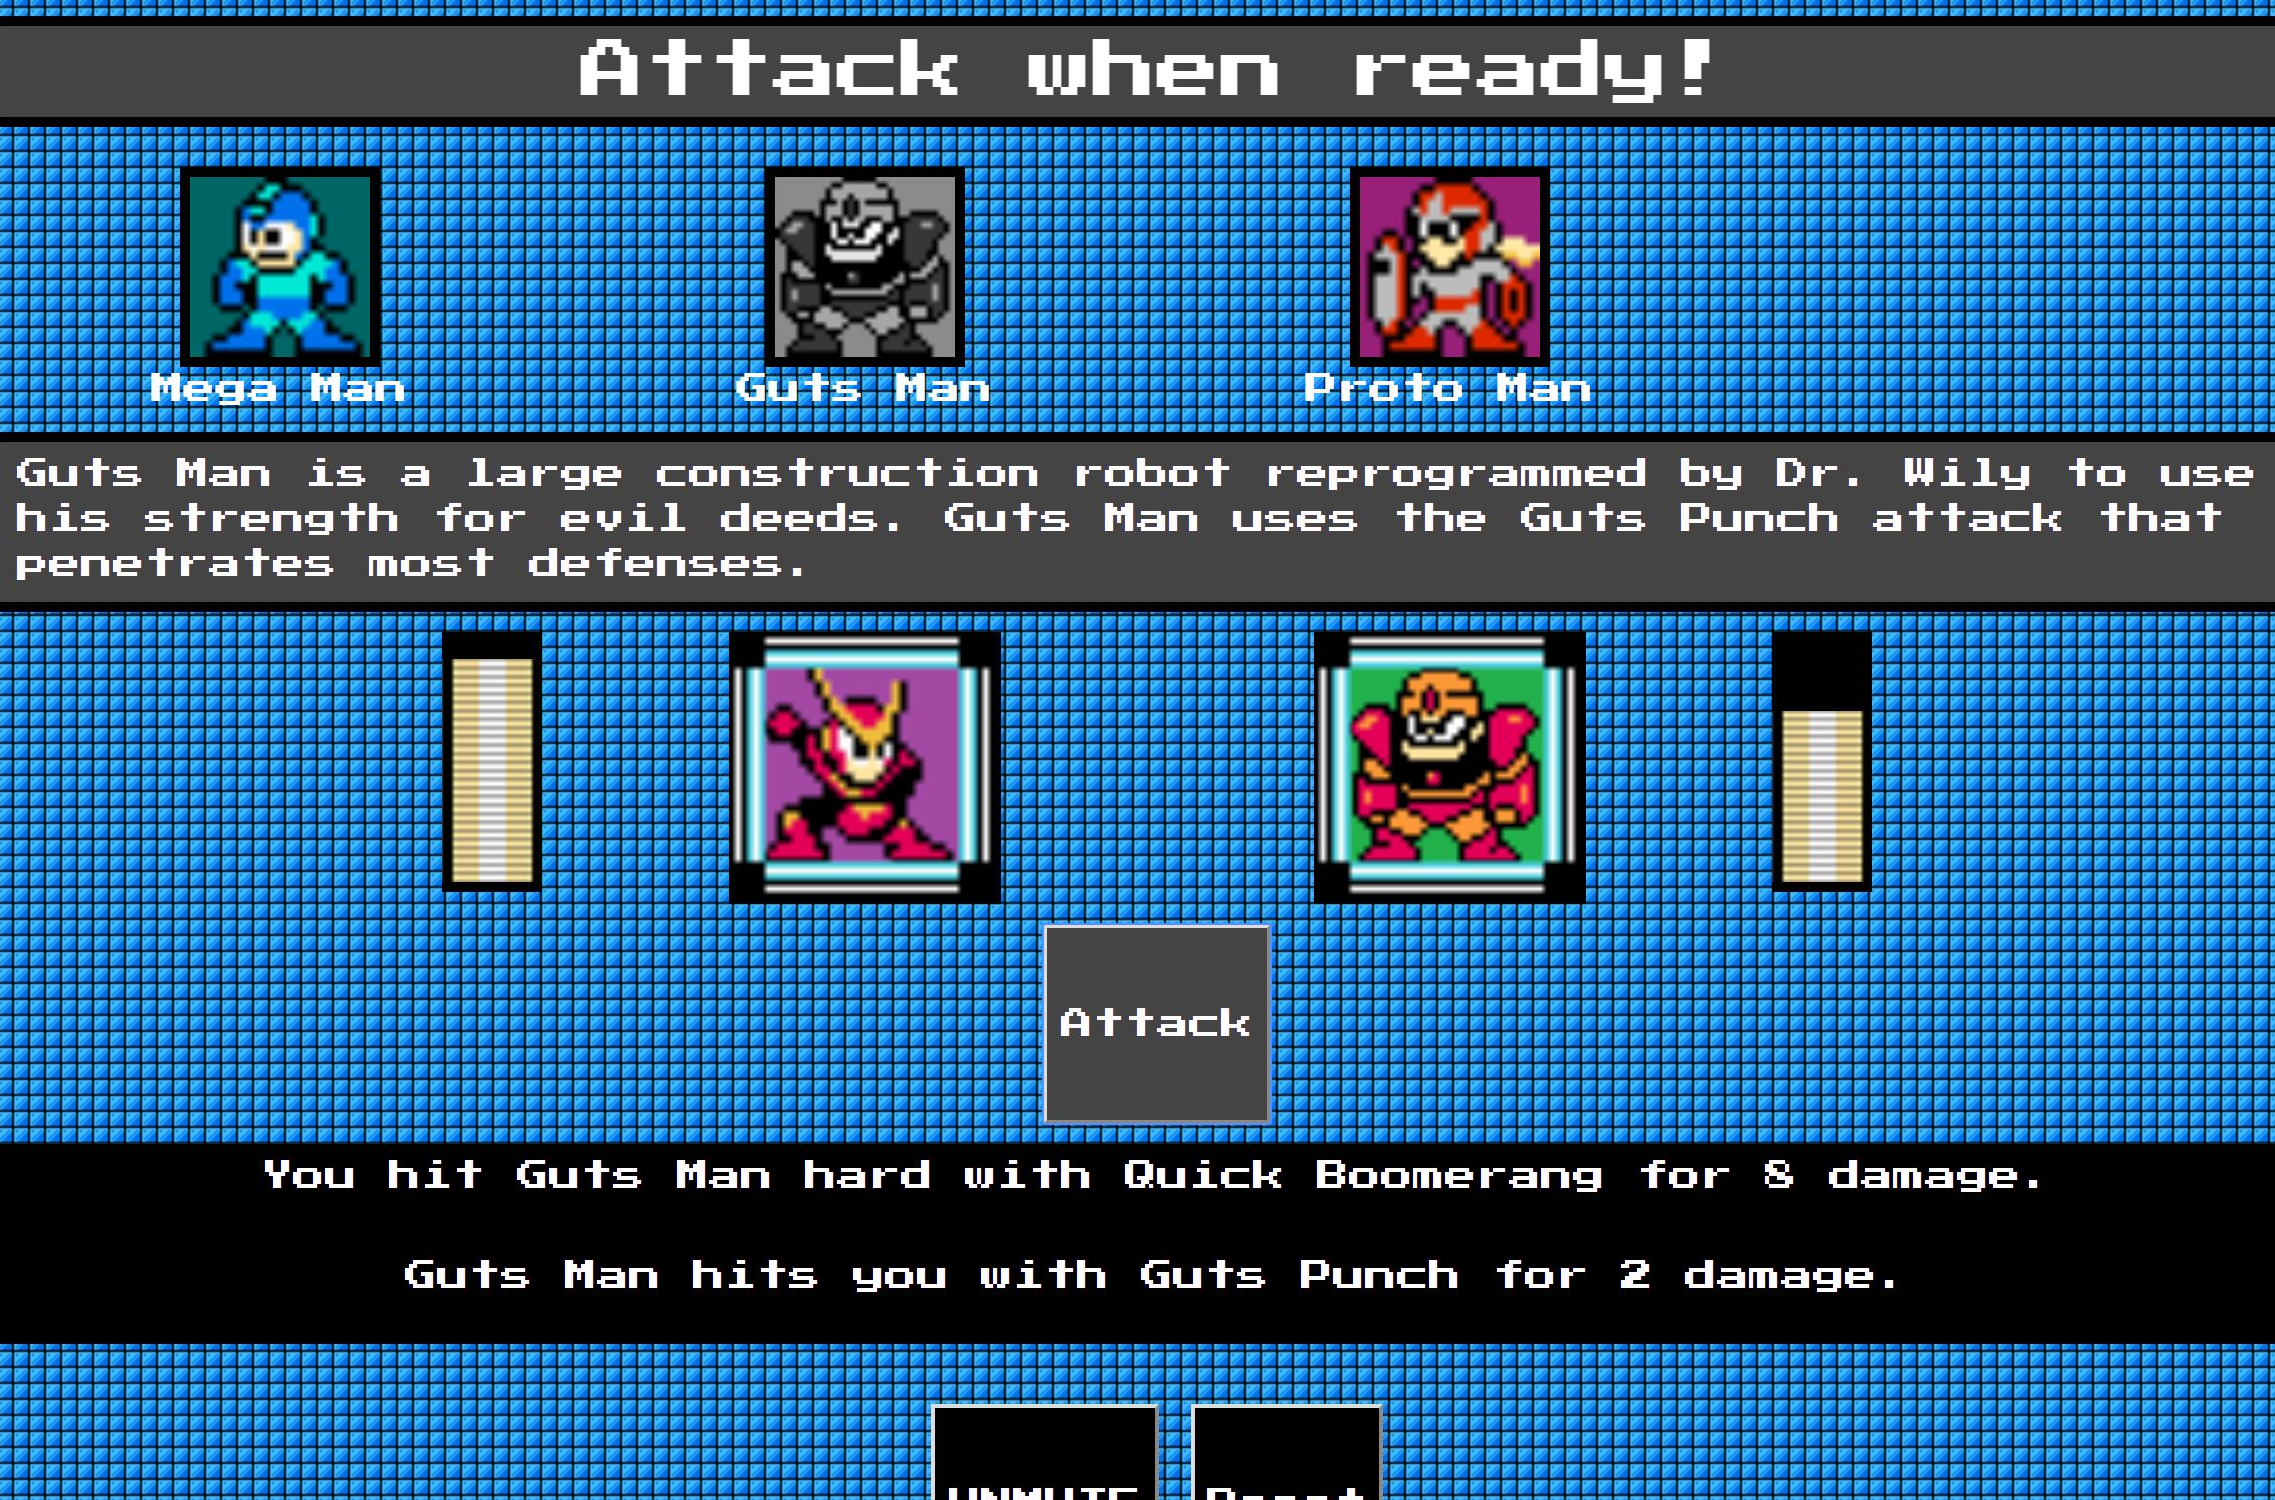 Attack when ready!
Mega Man
Guts Man
Proto Man
Guts Man is a large construction robot reprogrammed by Dr. Wily to use
his strength for evil deeds. Guts Man uses the Guts Punch attack that
penetrates most defenses.
Attack
You hit Guts Man hard with Quick Boomerang for 8 damage.
Guts Man hits you with Guts Punch for 2 damage.
UNMUTE
Reset